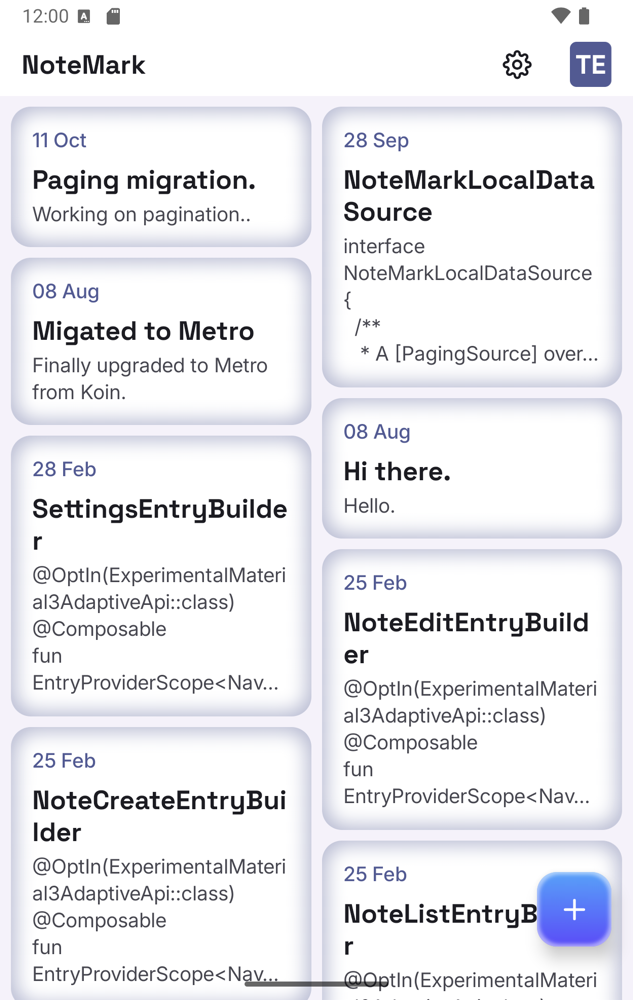 12:00
NoteMark
TE
11 Oct
Paging migration.
Working on pagination..
08 Aug
Migated to Metro
Finally upgraded to Metro
from Koin.
28 Feb
SettingsEntryBuilde
r
@OptIn(ExperimentalMateri
al3AdaptiveApi::class)
@Composable
fun
EntryProviderScope<Nav...
25 Feb
NoteCreateEntryBui
lder
@OptIn(ExperimentalMateri
al3AdaptiveApi::class)
@Composable
fun
EntryProviderScope<Nav...
28 Sep
NoteMarkLocalData
Source
interface
NoteMarkLocalDataSource
{
/**
* A [PagingSource] over...
08 Aug
Hi there.
Hello.
25 Feb
NoteEditEntryBuild
er
@OptIn(ExperimentalMateri
al3AdaptiveApi::class)
@Composable
fun
EntryProviderScope<Nav...
25 Feb
NoteListEntryB
r
@OptIn(ExperimentalMateri